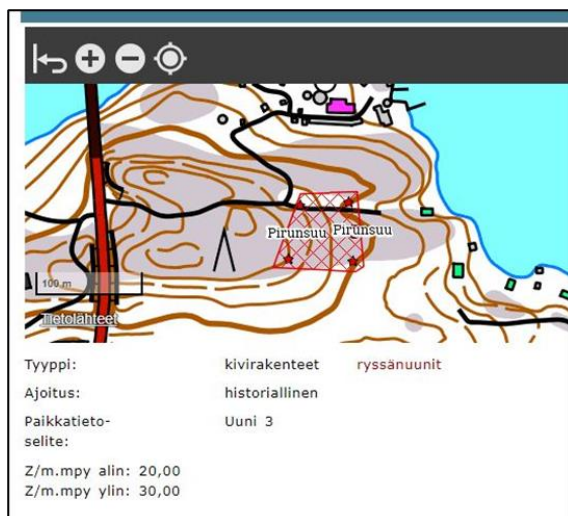 Pirunsuu Pirunsuu
100 m
Tietolähteet
Tyyppi: kivirakenteet ryssänuunit
Ajoitus: historiallinen
Paikkatieto- Uuni 3
selite:
Z/m.mpy alin: 20,00
Z/m.mpy ylin: 30,00